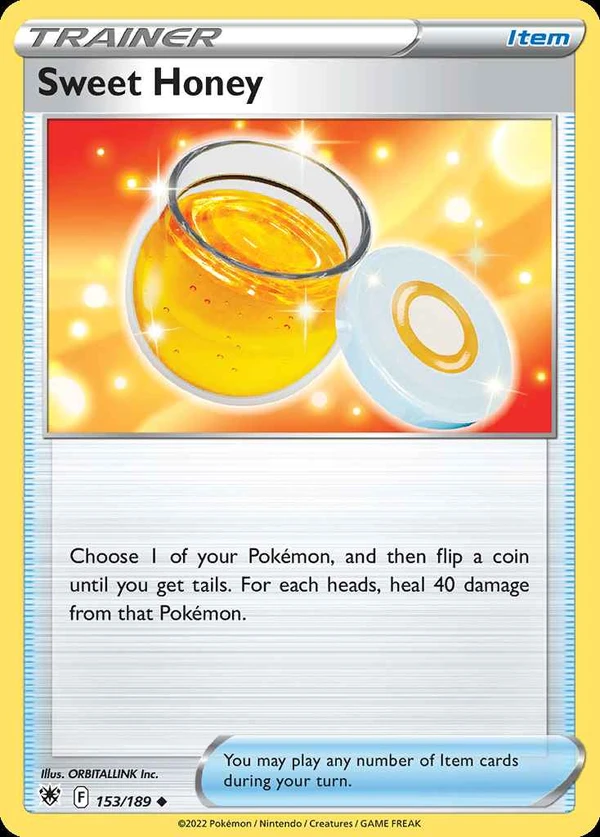 TRAINER Item
Sweet Honey
Choose 1 of your Pokémon, and then flip a coin
until you get tails. For each heads, heal 40 damage
from that Pokémon.
You may play any number of Item cards
during your turn.
Illus. ORBITALLINK Inc.
F 153/189 ◆
©2022 Pokémon / Nintendo / Creatures / GAME FREAK